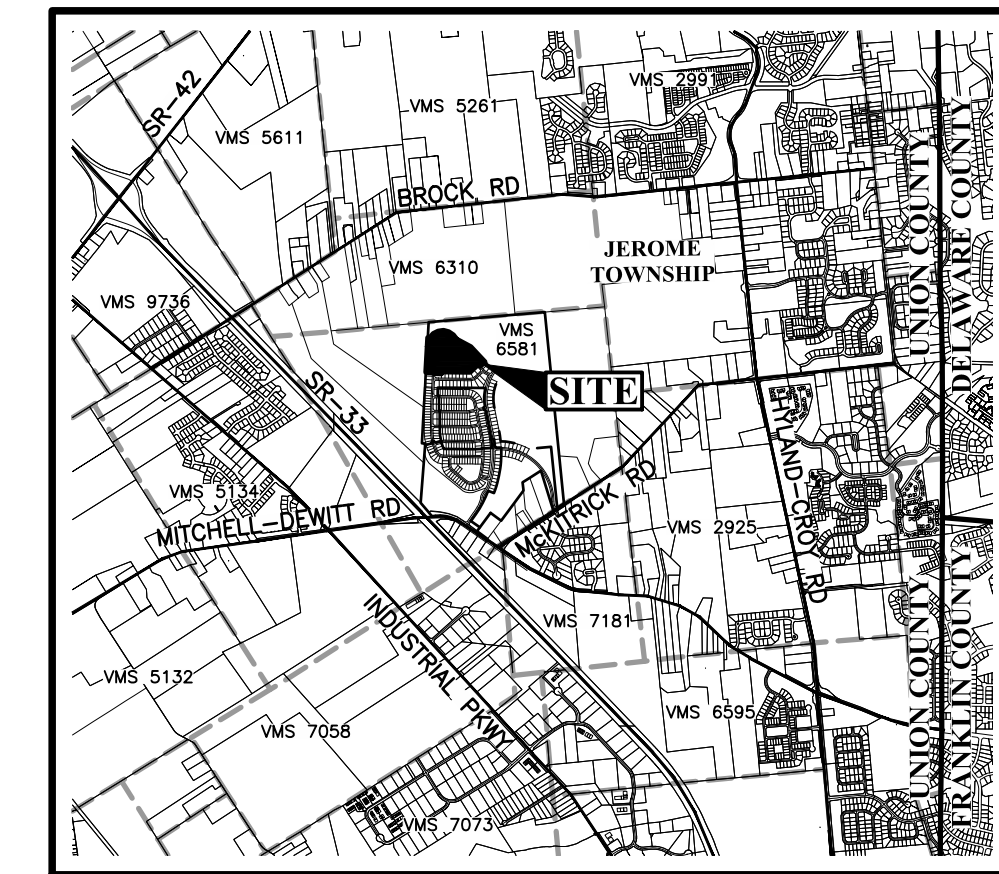 SR-42
VMS 5611
VMS 5261
VMS 2991
BROCK RD
JEROME
TOWNSHIP
VMS 6310
UNION COUNTY
DELAWARE COUNTY
VMS 9736
VMS
6581
SITE
SR-33
HYLAND-CROY RD
VMS 5134
MITCHELL-DEWITT RD
McKITRICK RD
VMS 2925
INDUSTRIAL PKWY
VMS 7181
VMS 5132
VMS 7058
VMS 6595
UNION COUNTY
FRANKLIN COUNTY
VMS 7073